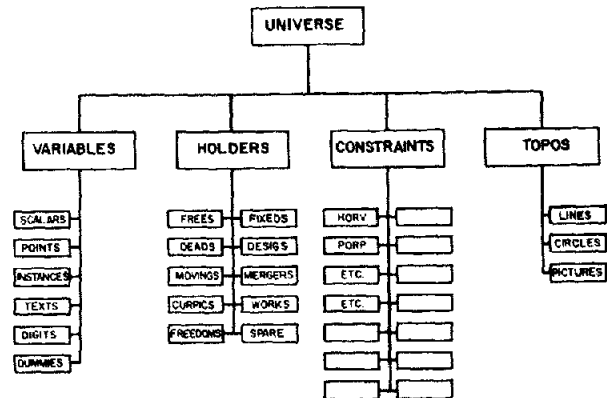 UNIVERSE
VARIABLES
HOLDERS
CONSTRAINTS
TOPOS
SCALARS
POINTS
INSTANCES
TEXTS
DIGITS
DUMMIES
FREES
FIXEDS
DEADS
DESIGS
MOVINGS
MERGERS
CURPICS
WORKS
FREEDOMS
SPARE
HORV
PORP
ETC.
ETC.
LINES
CIRCLES
PICTURES